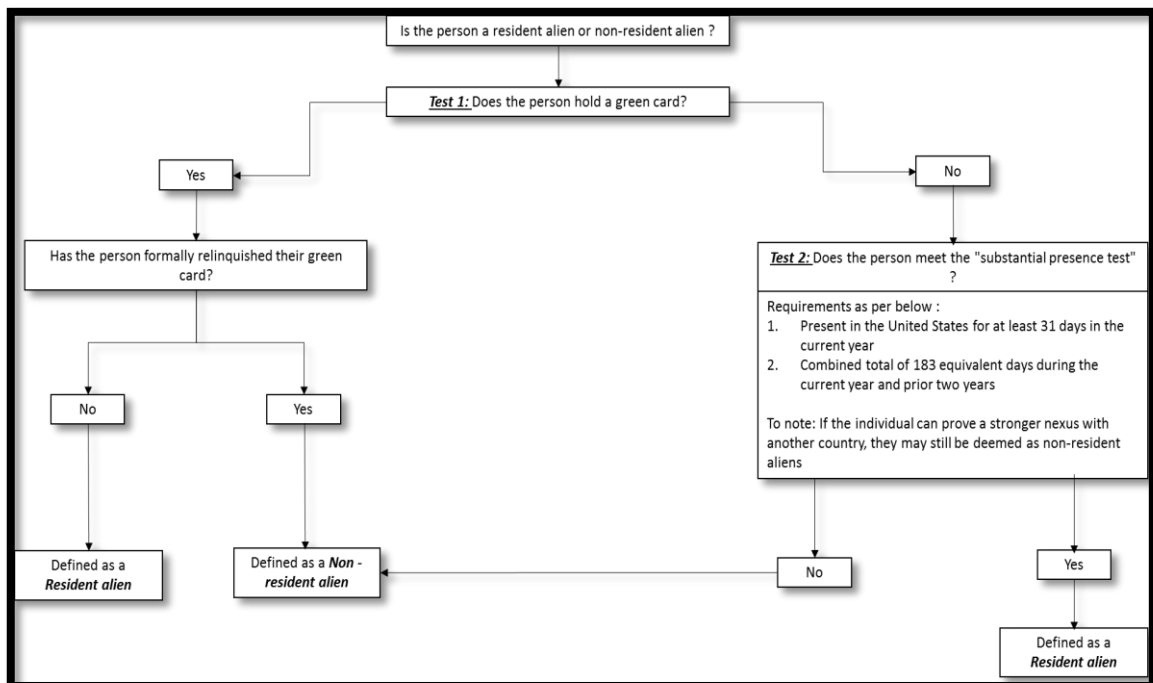 Is the person a resident alien or non-resident alien ?
Test 1: Does the person hold a green card?
Yes
No
Has the person formally relinquished their green
card?
Test 2: Does the person meet the "substantial presence test"
?
Requirements as per below :
1. Present in the United States for at least 31 days in the
current year
2. Combined total of 183 equivalent days during the
current year and prior two years
To note: If the individual can prove a stronger nexus with
another country, they may still be deemed as non-resident
aliens
No
Yes
Defined as a
Resident alien
Defined as a Non -
resident alien
No
Yes
Defined as a
Resident alien